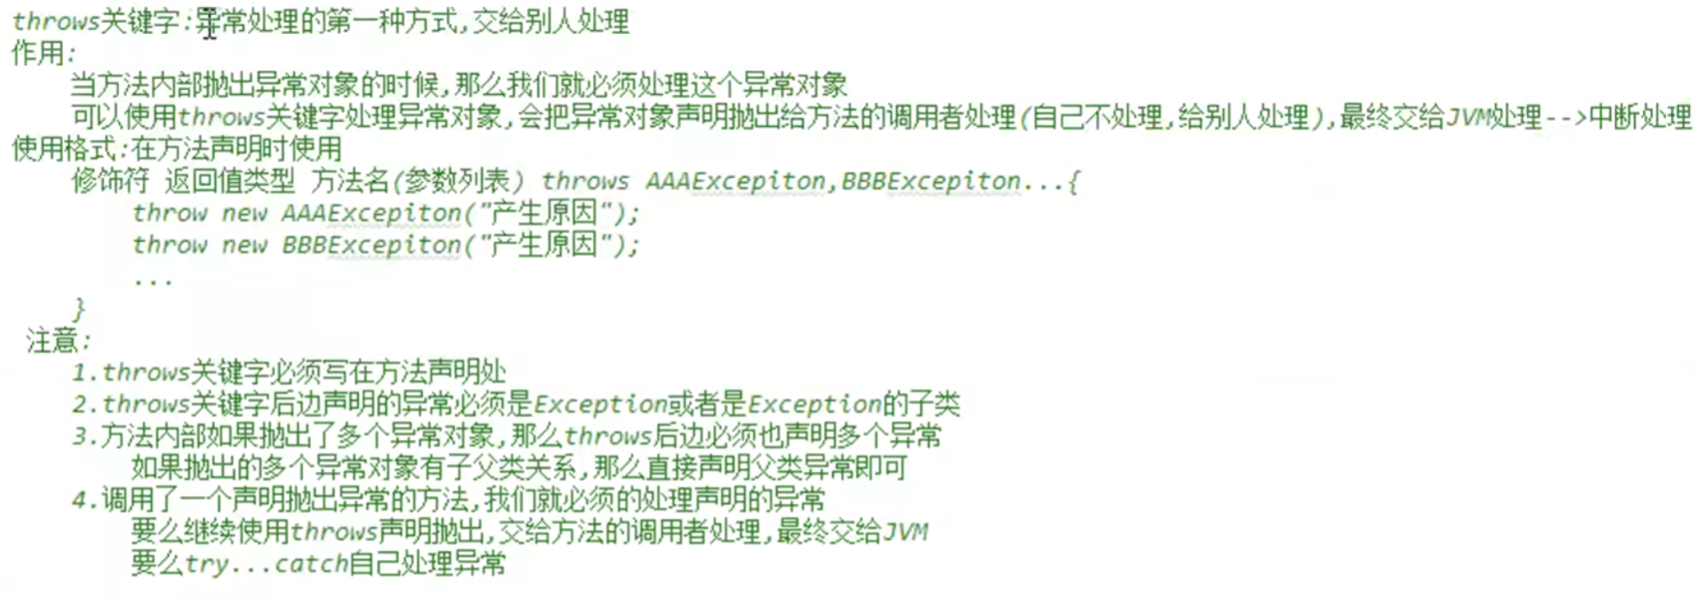 throws关键字:异常处理的第一种方式,交给别人处理
作用:
当方法内部抛出异常对象的时候,那么我们就必须处理这个异常对象
可以使用throws关键字处理异常对象,会把异常对象声明抛出给方法的调用者处理(自己不处理,给别人处理),最终交给JVM处理-->中断处理
使用格式:在方法声明时使用
修饰符 返回值类型 方法名(参数列表) throws AAAExcepiton,BBBExcepiton...{
throw new AAAExcepiton("产生原因");
throw new BBBExcepiton("产生原因");
...
}
注意:
1.throws关键字必须写在方法声明处
2.throws关键字后边声明的异常必须是Exception或者是Exception的子类
3.方法内部如果抛出了多个异常对象,那么throws后边必须也声明多个异常
如果抛出的多个异常对象有子父类关系,那么直接声明父类异常即可
4.调用了一个声明抛出异常的方法,我们就必须的处理声明的异常
要么继续使用throws声明抛出,交给方法的调用者处理,最终交给JVM
要么try...catch自己处理异常